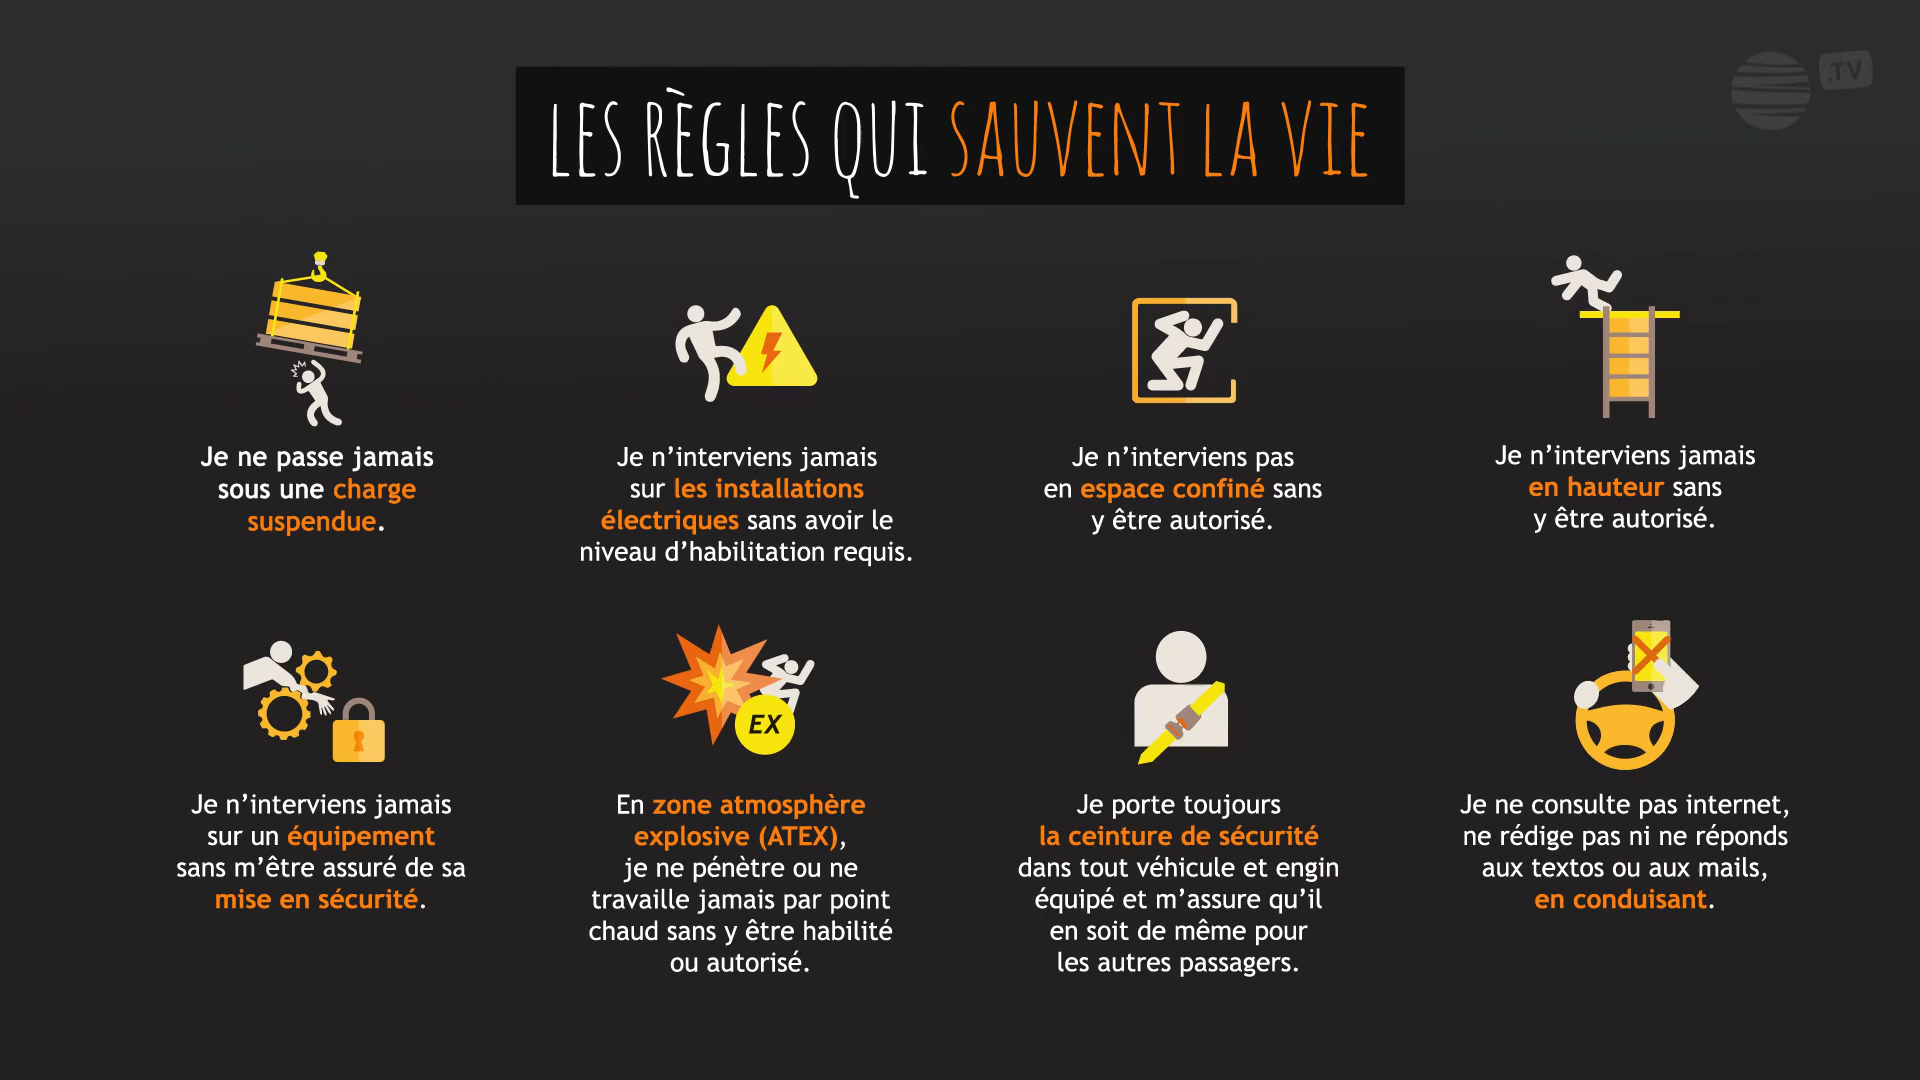 LES RÈGLES QUI SAUVENT LA VIE
.TV
Je ne passe jamais
sous une charge
suspendue.
Je n’interviens jamais
sur les installations
électriques sans avoir le
niveau d’habilitation requis.
Je n’interviens pas
en espace confiné sans
y être autorisé.
Je n’interviens jamais
en hauteur sans
y être autorisé.
Je n’interviens jamais
sur un équipement
sans m’être assuré de sa
mise en sécurité.
EX
En zone atmosphère
explosive (ATEX),
je ne pénètre ou ne
travaille jamais par point
chaud sans y être habilité
ou autorisé.
Je porte toujours
la ceinture de sécurité
dans tout véhicule et engin
équipé et m’assure qu’il
en soit de même pour
les autres passagers.
Je ne consulte pas internet,
ne rédige pas ni ne réponds
aux textos ou aux mails,
en conduisant.